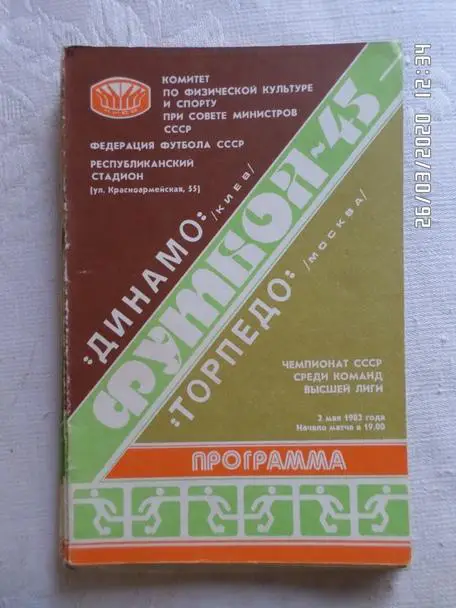 КОМИТЕТ
ПО ФИЗИЧЕСКОЙ КУЛЬТУРЕ
И СПОРТУ
ПРИ СОВЕТЕ МИНИСТРОВ
СССР
ФЕДЕРАЦИЯ ФУТБОЛА СССР
РЕСПУБЛИКАНСКИЙ
СТАДИОН
(ул. Красноармейская, 55)
„ДИНАМО“
/КИЕВ/
ФУТБОЛ-45
„ТОРПЕДО“
/МОСКВА/
ЧЕМПИОНАТ СССР
СРЕДИ КОМАНД
ВЫСШЕЙ ЛИГИ
2 мая 1982 года
Начало матча в 19.00
ПРОГРАММА
29/03/2020 12:34